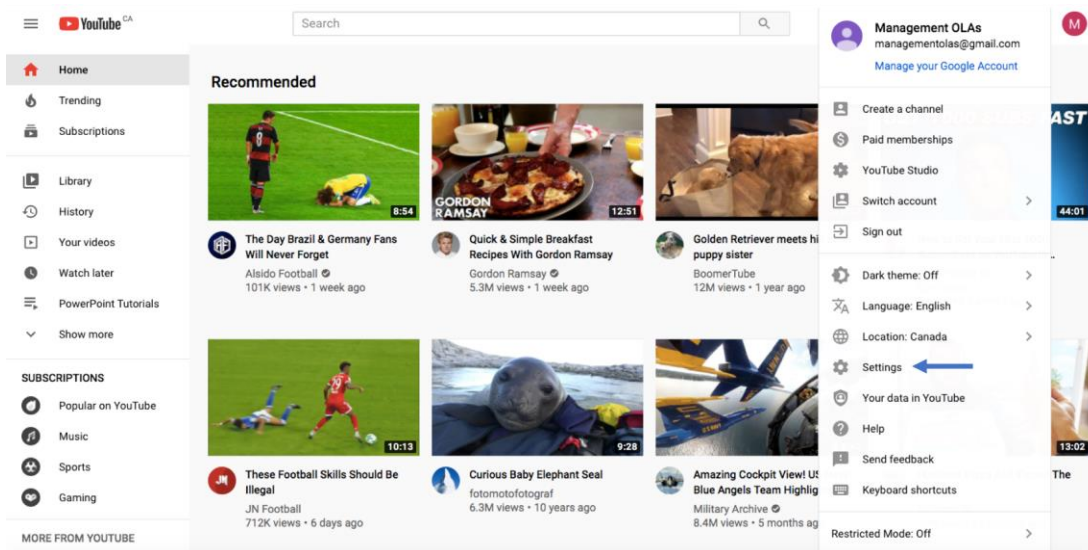 YouTube CA
Search
Home
Trending
Subscriptions
Library
History
Your videos
Watch later
PowerPoint Tutorials
Show more
SUBSCRIPTIONS
Popular on YouTube
Music
Sports
Gaming
MORE FROM YOUTUBE
Recommended
8:54
The Day Brazil & Germany Fans
Will Never Forget
Alsido Football
101K views • 1 week ago
GORDON
RAMSAY
12:51
Quick & Simple Breakfast
Recipes With Gordon Ramsay
Gordon Ramsay
5.3M views • 1 week ago
Golden Retriever meets hi
puppy sister
BoomerTube
12M views • 1 year ago
AST
44:01
10:13
JN
These Football Skills Should Be
Illegal
JN Football
712K views • 6 days ago
9:28
Curious Baby Elephant Seal
fotomotofotograf
6.3M views • 10 years ago
Amazing Cockpit View! US
Blue Angels Team Highlig
Military Archive
8.4M views • 5 months ag
13:02
The
Management OLAs
managementolas@gmail.com
Manage your Google Account
M
Create a channel
Paid memberships
YouTube Studio
Switch account
Sign out
Dark theme: Off
Language: English
Location: Canada
Settings
Your data in YouTube
Help
Send feedback
Keyboard shortcuts
Restricted Mode: Off